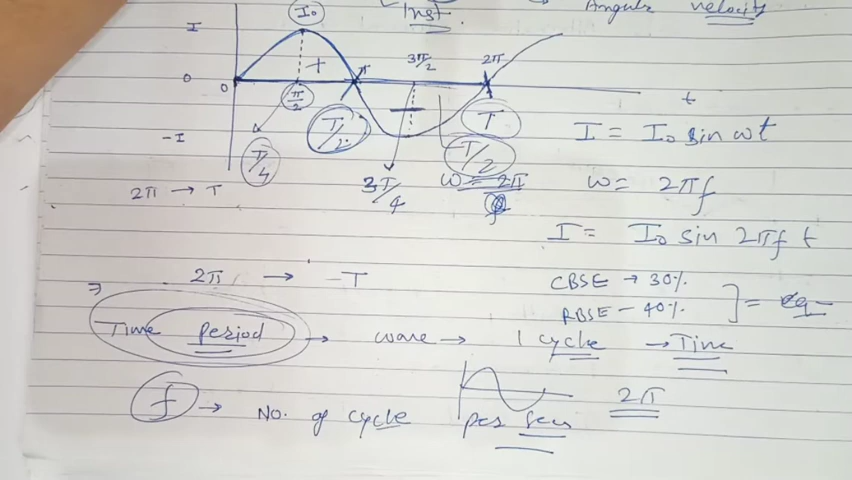 I₀
Inst.
Angular velocity
I
+
0
0
π/2
π
3π/2
2π
t
-I
T/4
T/2
—
3T/4
T
T/2
ω = 2π
I = I₀ sin ωt
ω = 2πf
I = I₀ sin 2πf t
2π → T
2π → -T
CBSE → 30%
RBSE - 40%
] = eq
⇒ Time period → wave → 1 cycle → Time
f → No. of cycle per sec
2π